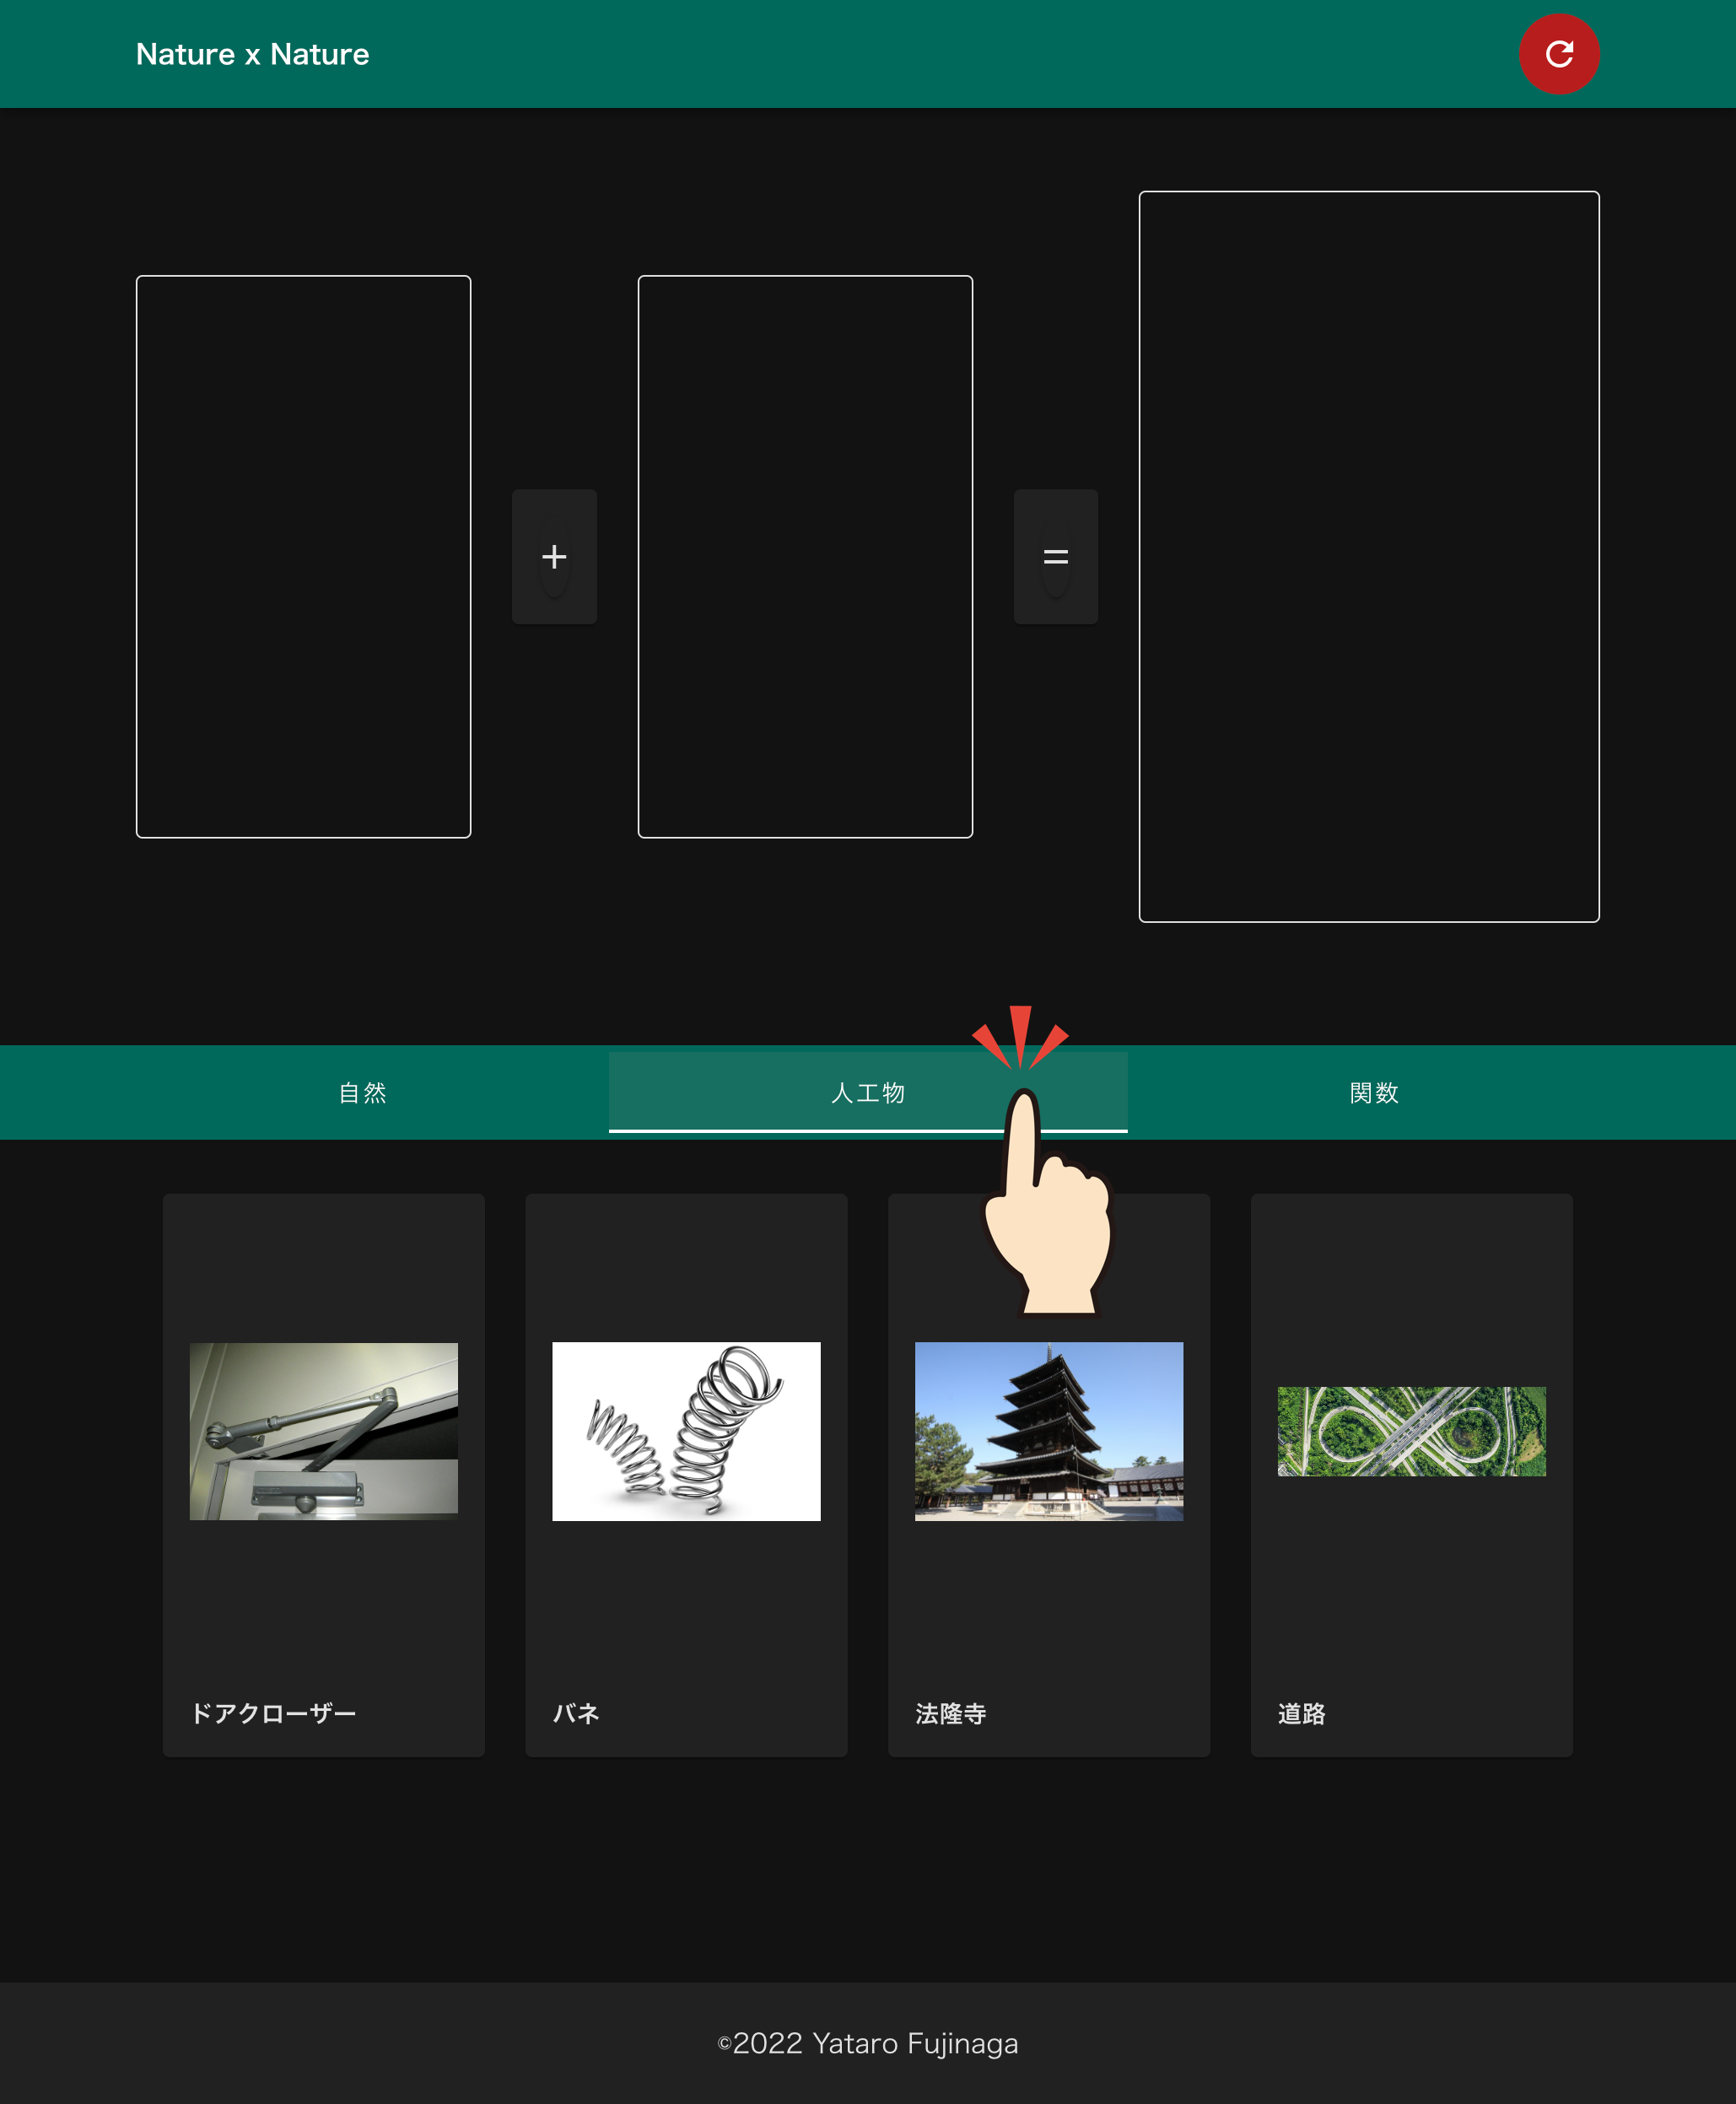 Nature x Nature
+
=
自然
人工物
関数
ドアクローザー
バネ
法隆寺
道路
©2022 Yataro Fujinaga